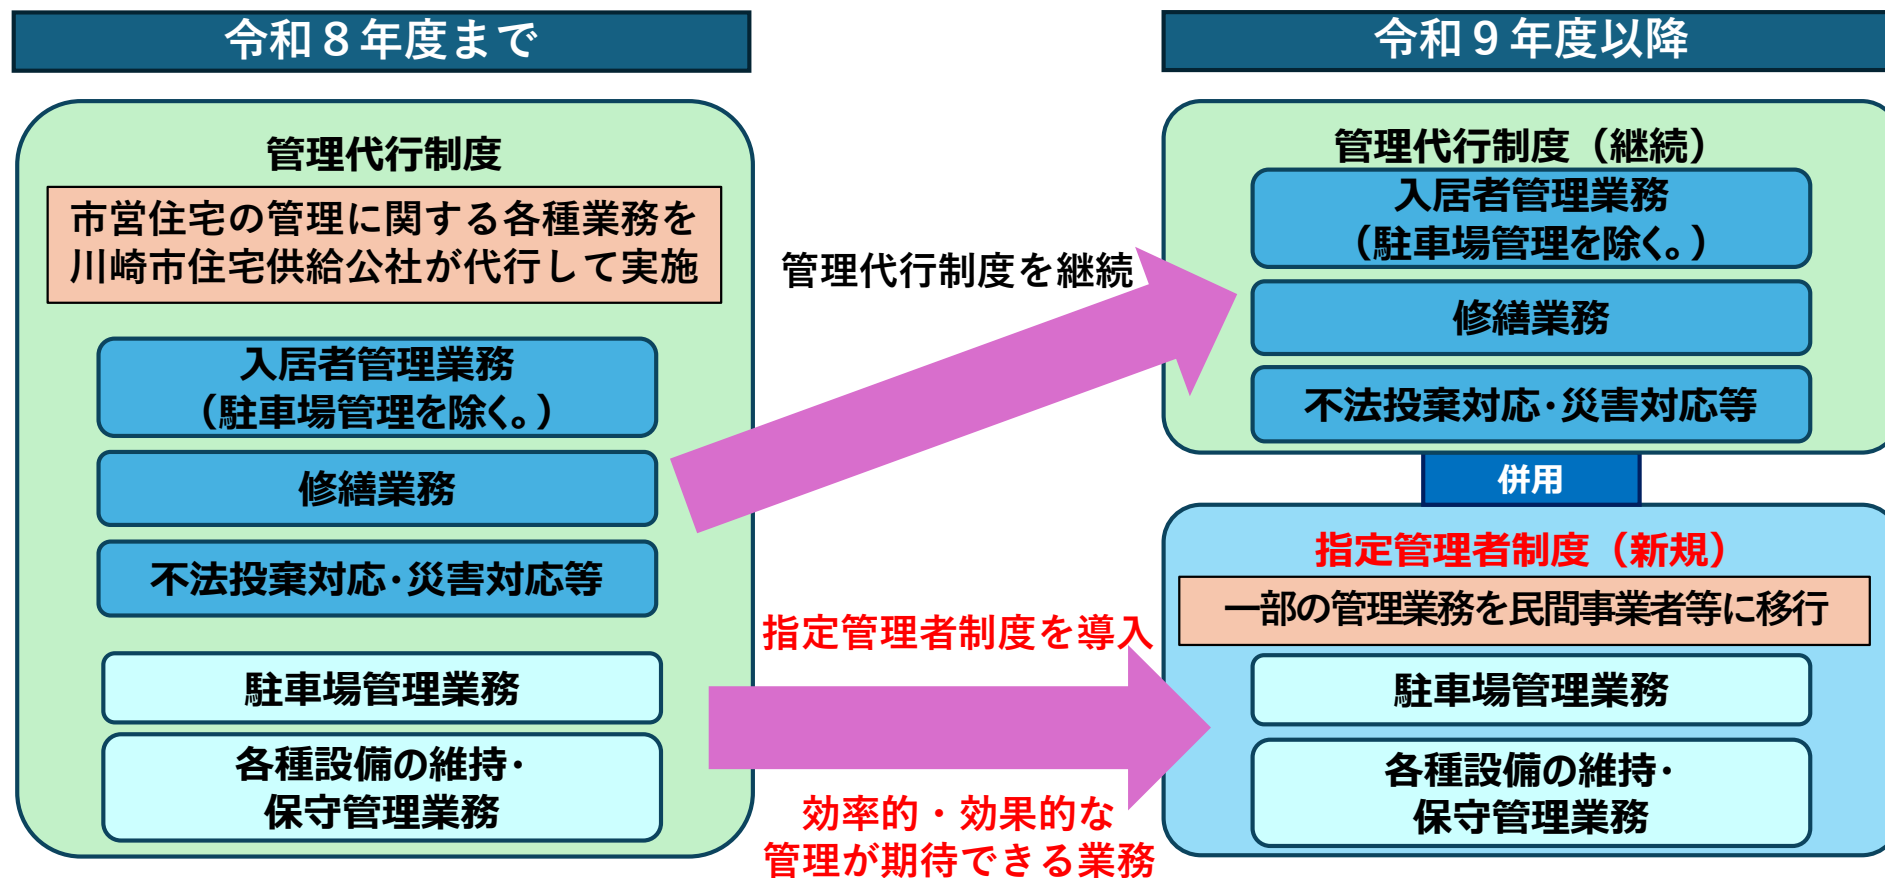 令和８年度まで
管理代行制度
市営住宅の管理に関する各種業務を
川崎市住宅供給公社が代行して実施
入居者管理業務
（駐車場管理を除く。）
修繕業務
不法投棄対応・災害対応等
駐車場管理業務
各種設備の維持・
保守管理業務
管理代行制度を継続
指定管理者制度を導入
効率的・効果的な
管理が期待できる業務
令和９年度以降
管理代行制度（継続）
入居者管理業務
（駐車場管理を除く。）
修繕業務
不法投棄対応・災害対応等
併用
指定管理者制度（新規）
一部の管理業務を民間事業者等に移行
駐車場管理業務
各種設備の維持・
保守管理業務